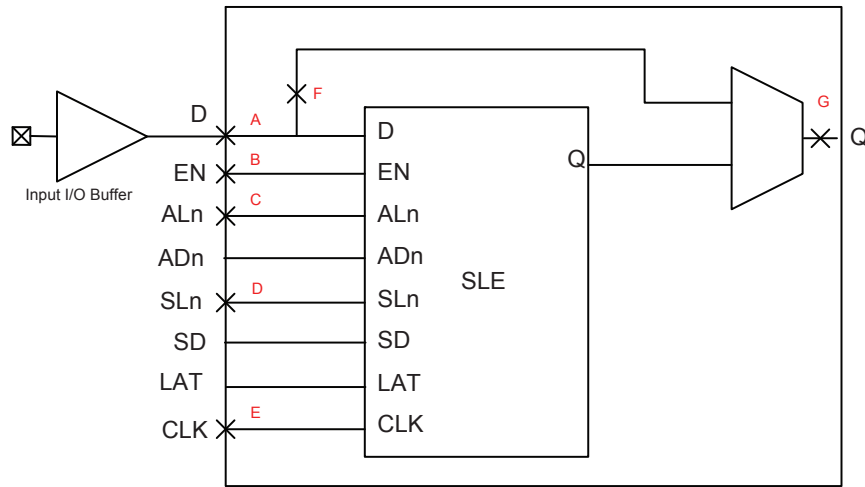 Input I/O Buffer
D
A
F
G
EN
B
ALn
C
ADn
SLn
D
SD
LAT
CLK
E
D
EN
ALn
ADn
SLn
SD
LAT
CLK
SLE
Q
Q